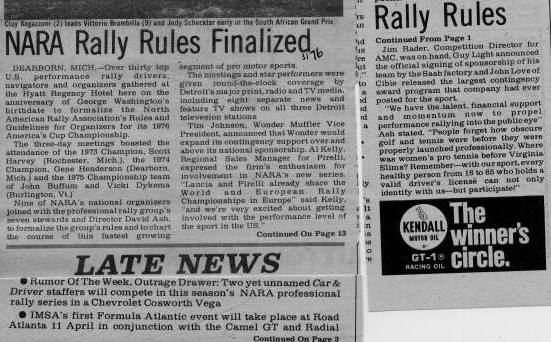 Clay Regazzoni (2) leads Vittorio Brambilla (9) and Jody Scheckter early in the South African Grand Prix.
NARA Rally Rules Finalized
3/76
DEARBORN, MICH.—Over thirty top
U.S. performance rally drivers,
navigators and organizers gathered at
the Hyatt Regency Hotel here on the
anniversary of George Washington's
birthdate to formalize the North
American Rally Association's Rules and
Guidelines for Organizers for its 1976
America's Cup Championship.
The three-day meetings boasted the
attendance of the 1973 Champion, Scott
Harvey (Rochester, Mich.), the 1974
Champion, Gene Henderson (Dearborn,
Mich.) and the 1975 Championship team
of John Buffum and Vicki Dykema
(Burlington, Vt.)
Nine of NARA's national organizers
joined with the professional rally group's
seven stewards and Director David Ash,
to formalize the group's rules and to chart
the course of this fastest growing
segment of pro motor sports.
The meetings and star performers were
given round-the-clock coverage by
Detroit's major print, radio and TV media,
including eight separate news and
feature TV shows on all three Detroit
television stations
Tim Johnson, Wonder Muffler Vice
President, announced that Wonder would
expand its contingency support over and
above its national sponsorship. Al Kelly,
Regional Sales Manager for Pirelli,
expressed the firm's enthusiasm for
involvement in NARA's new series.
"Lancia and Pirelli already share the
World and European Rally
Championships in Europe" said Kelly,
"and we're very excited about getting
involved with the performance level of
the sport in the US."
Continued On Page 13
LATE NEWS
● Rumor Of The Week, Outrage Drawer: Two yet unnamed Car &
Driver staffers will compete in this season's NARA professional
rally series in a Chevrolet Cosworth Vega
● IMSA's first Formula Atlantic event will take place at Road
Atlanta 11 April in conjunction with the Camel GT and Radial
Continued On Page 3
Rally Rules
Continued From Page 1
Jim Rader, Competition Director for
AMC, was on hand, Guy Light announced
the official signing of sponsorship of his
team by the Saab factory and John Love of
Cibie released the largest contingency
award program that company had ever
posted for the sport.
"We have the talent, financial support
and momentum now to propel
performance rallying into the public eye"
Ash stated. "People forget how obscure
golf and tennis were before they were
properly launched professionally. Where
was women's pro tennis before Virginia
Slims? Remember—with our sport, every
healthy person from 18 to 65 who holds a
valid driver's license can not only
identify with us—but participate!"
KENDALL
MOTOR OIL
GT-1®
RACING OIL
The
winner's
circle.